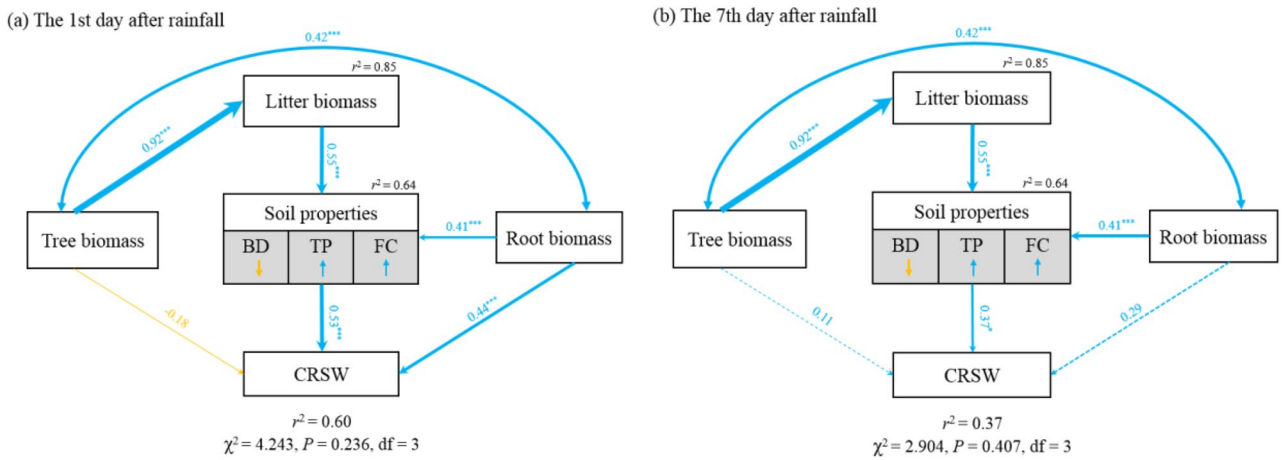 (a) The 1st day after rainfall
0.42***
r² = 0.85
Litter biomass
0.92***
0.55***
r² = 0.64
Soil properties
Tree biomass
BD
TP
FC
0.41***
Root biomass
-0.18
0.53***
0.44***
CRSW
r² = 0.60
χ² = 4.243, P = 0.236, df = 3
(b) The 7th day after rainfall
0.42***
r² = 0.85
Litter biomass
0.92***
0.55***
r² = 0.64
Soil properties
Tree biomass
BD
TP
FC
0.41***
Root biomass
0.11
0.37*
0.29
CRSW
r² = 0.37
χ² = 2.904, P = 0.407, df = 3